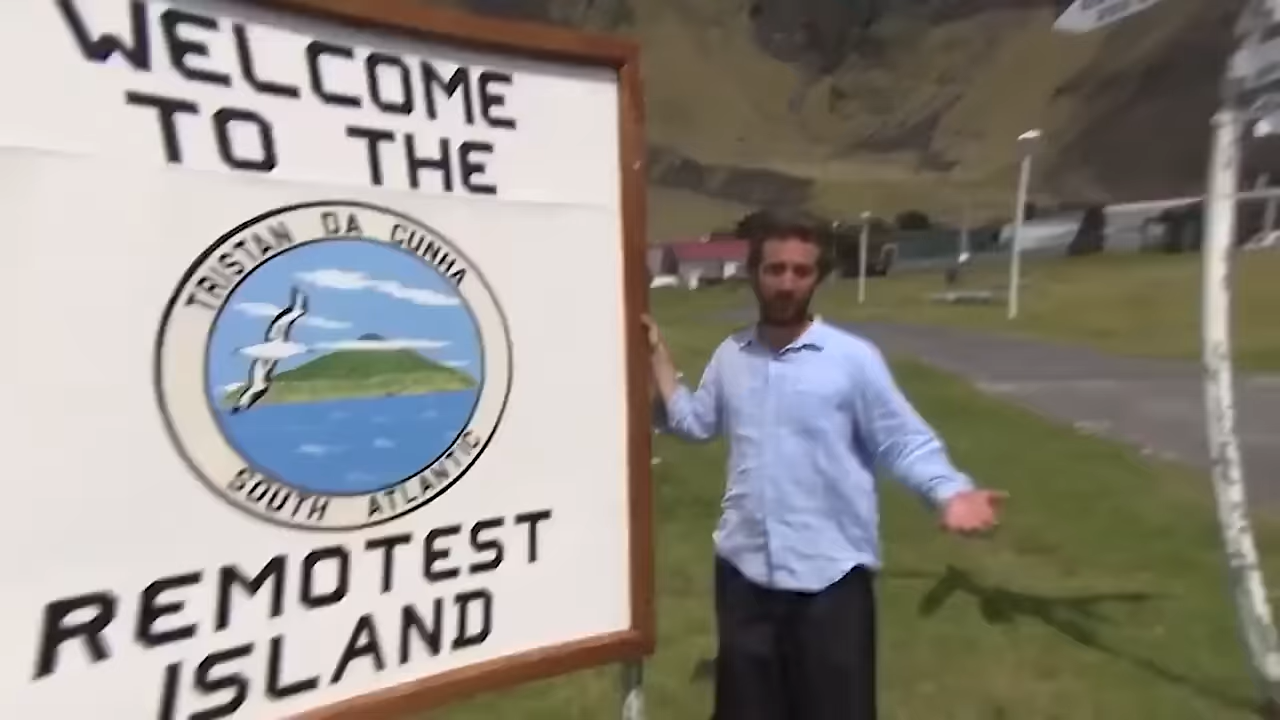 WELCOME
TO THE
TRISTAN DA CUNHA
SOUTH ATLANTIC
REMOTEST
ISLAND